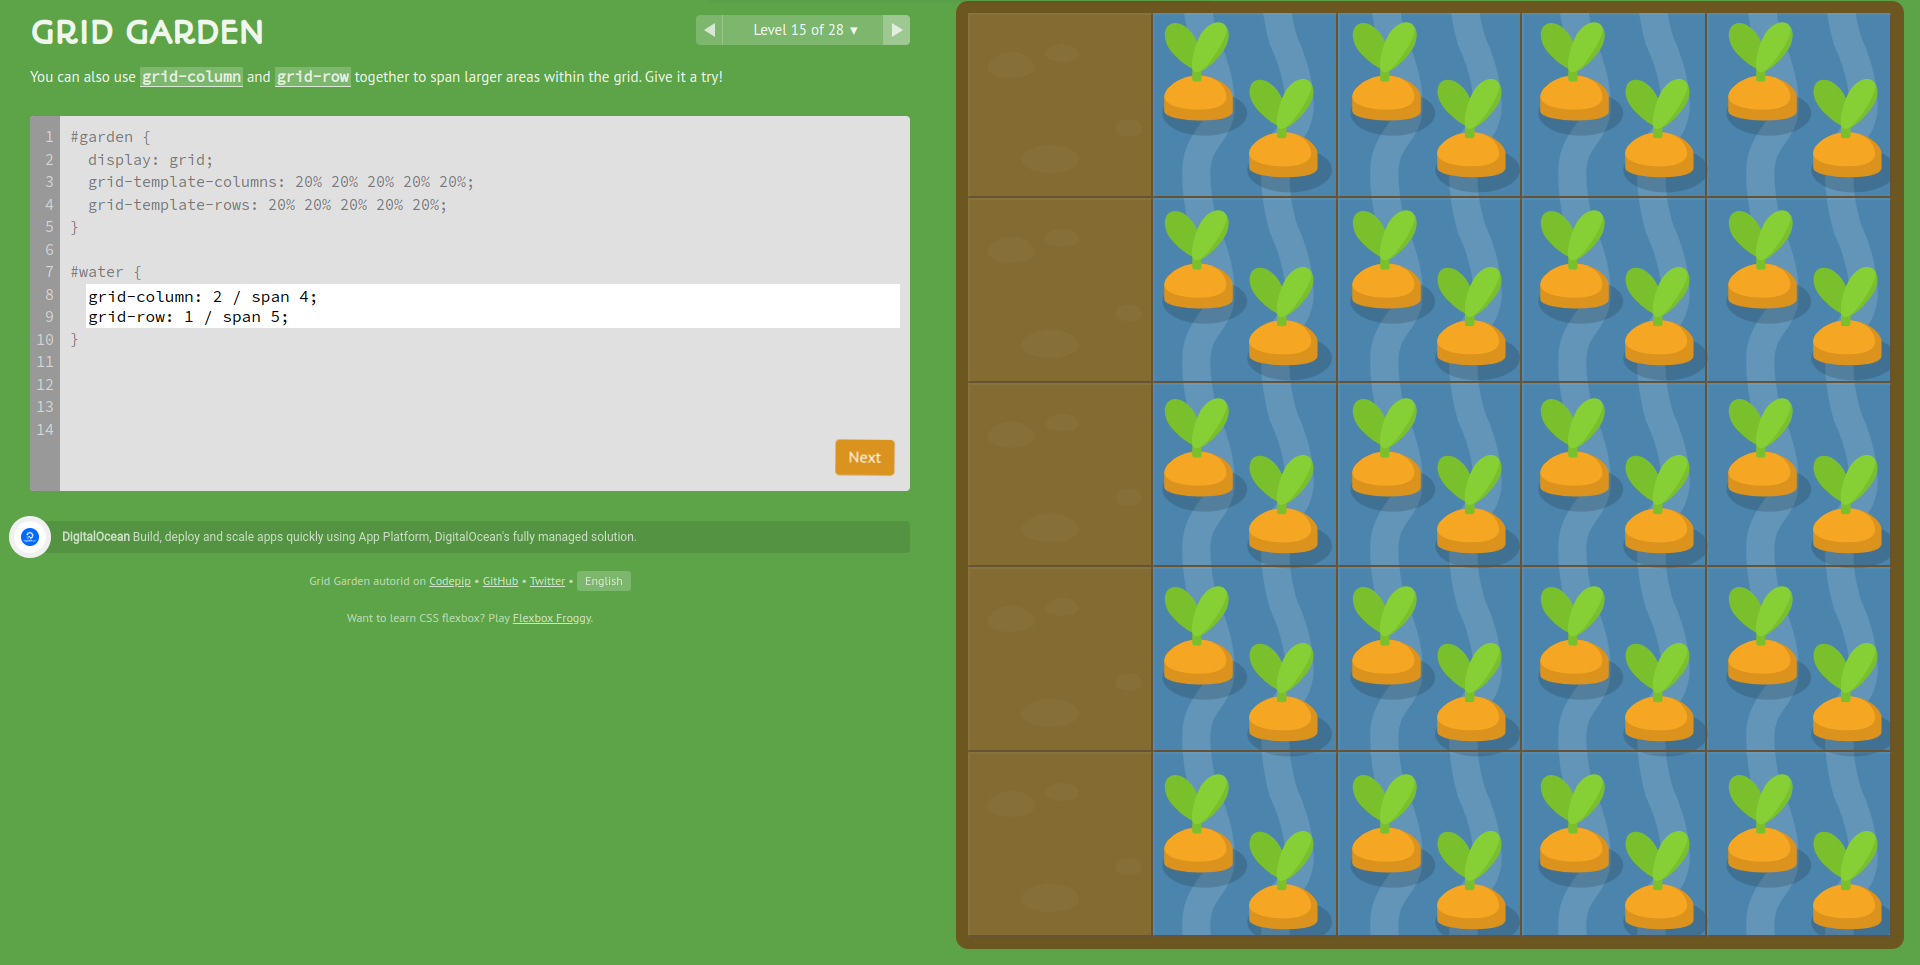 GRID GARDEN
◀ Level 15 of 28 ▾ ▶
You can also use grid-column and grid-row together to span larger areas within the grid. Give it a try!
1 #garden {
2 display: grid;
3 grid-template-columns: 20% 20% 20% 20% 20%;
4 grid-template-rows: 20% 20% 20% 20% 20%;
5 }
6
7 #water {
8 grid-column: 2 / span 4;
9 grid-row: 1 / span 5;
10 }
11
12
13
14
Next
DigitalOcean Build, deploy and scale apps quickly using App Platform, DigitalOcean's fully managed solution.
Grid Garden autorid on Codepip • GitHub • Twitter • English
Want to learn CSS flexbox? Play Flexbox Froggy.